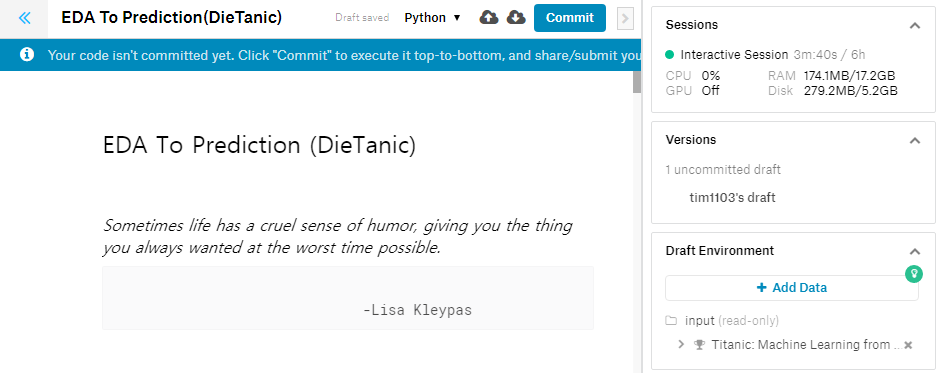 EDA To Prediction(DieTanic)
Draft saved
Python
Commit
Your code isn't committed yet. Click "Commit" to execute it top-to-bottom, and share/submit you
EDA To Prediction (DieTanic)
Sometimes life has a cruel sense of humor, giving you the thing
you always wanted at the worst time possible.
-Lisa Kleypas
Sessions
Interactive Session 3m:40s / 6h
CPU 0% RAM 174.1MB/17.2GB
GPU Off Disk 279.2MB/5.2GB
Versions
1 uncommitted draft
tim1103's draft
Draft Environment
+ Add Data
input (read-only)
Titanic: Machine Learning from ...